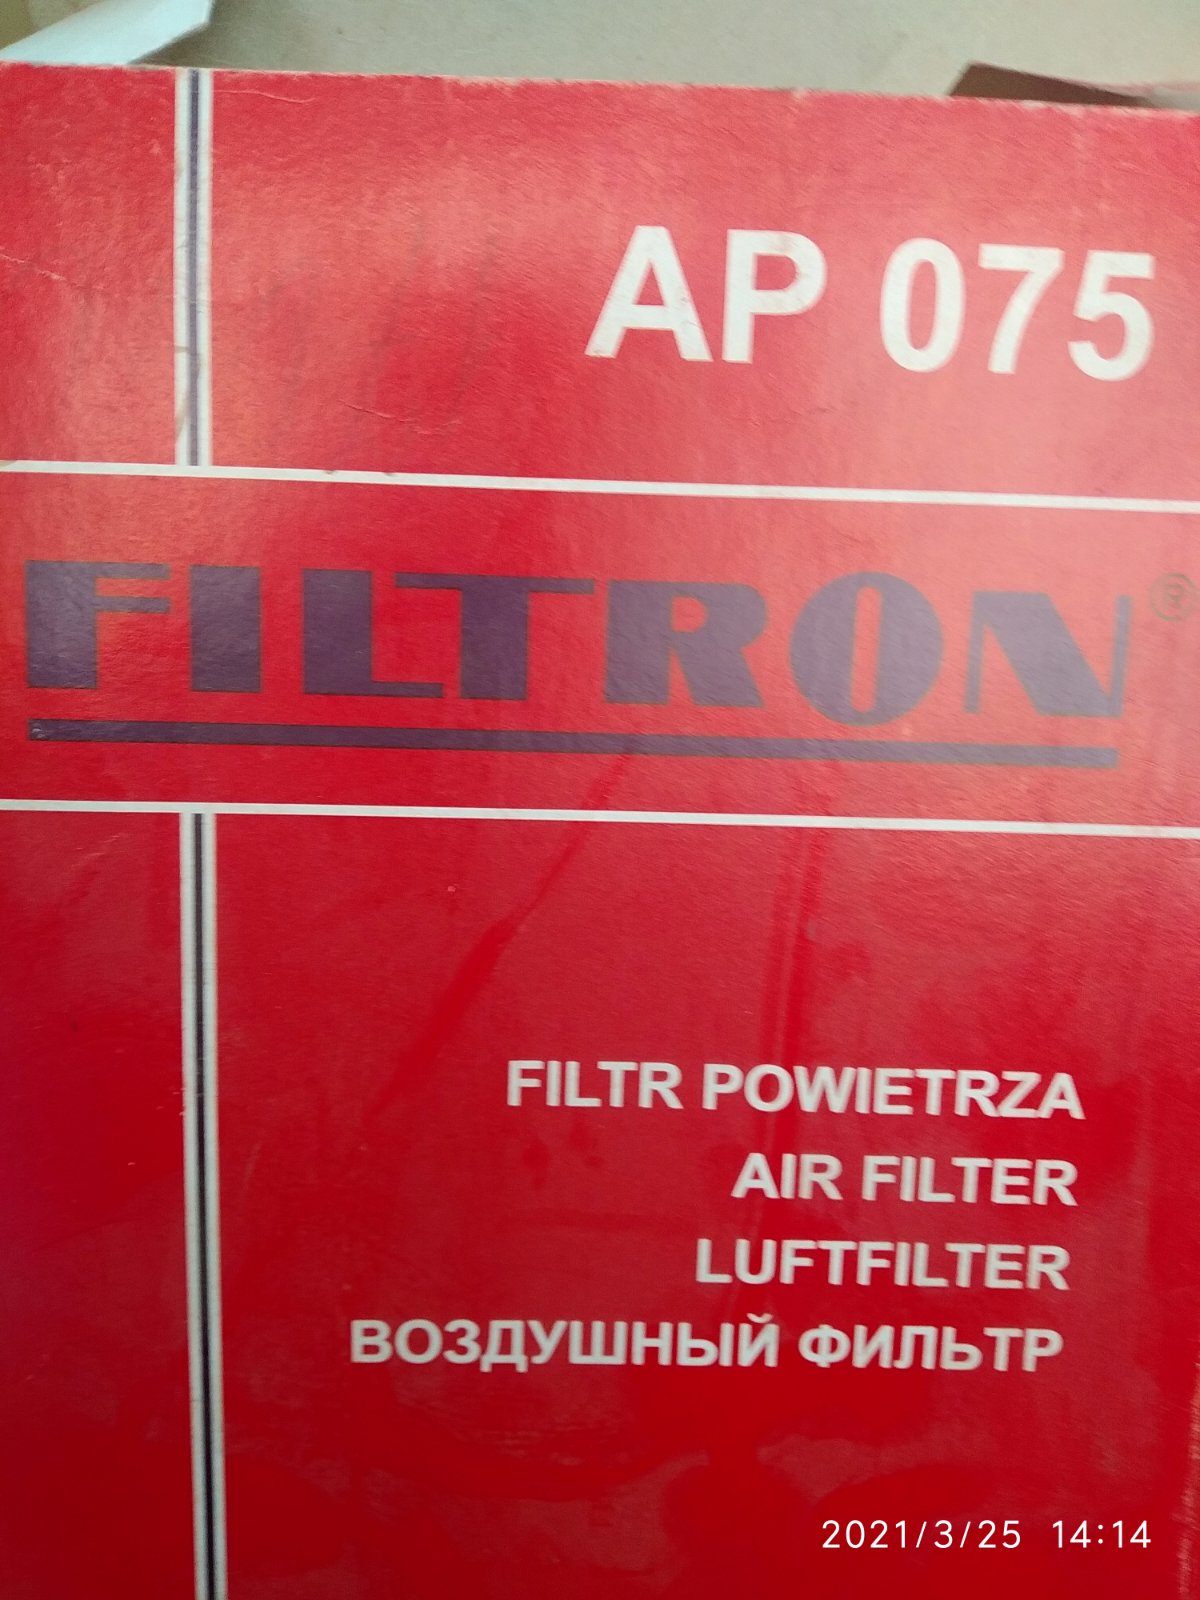 AP 075
FILTRON®
FILTR POWIETRZA
AIR FILTER
LUFTFILTER
ВОЗДУШНЫЙ ФИЛЬТР
2021/3/25 14:14